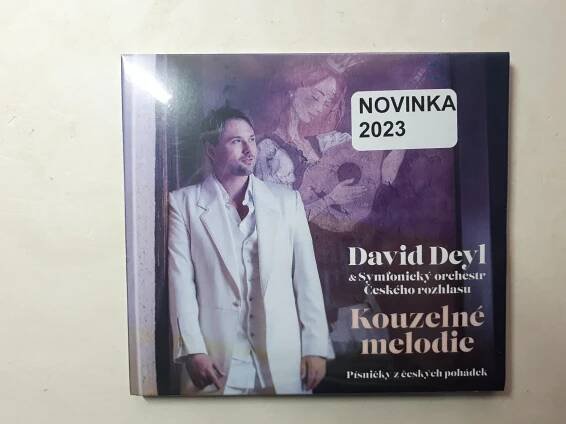 NOVINKA
2023
David Deyl
& Symfonický orchestr
Českého rozhlasu
Kouzelné
melodie
Písničky z českých pohádek